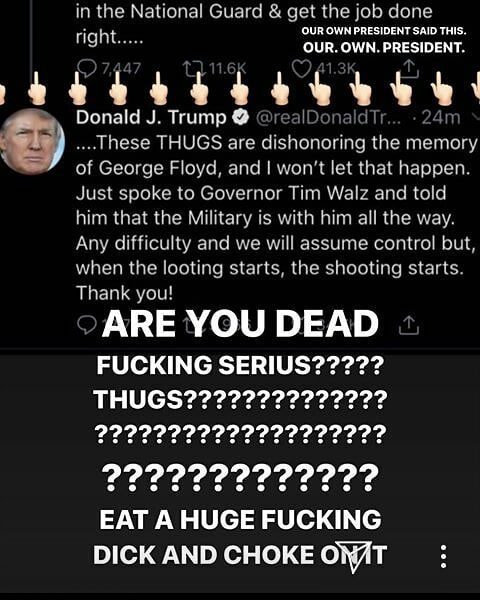 in the National Guard & get the job done
right.....
OUR OWN PRESIDENT SAID THIS.
OUR. OWN. PRESIDENT.
7,447 11.6K 41.3K
Donald J. Trump @realDonaldTr... · 24m
....These THUGS are dishonoring the memory
of George Floyd, and I won't let that happen.
Just spoke to Governor Tim Walz and told
him that the Military is with him all the way.
Any difficulty and we will assume control but,
when the looting starts, the shooting starts.
Thank you!
ARE YOU DEAD
FUCKING SERIUS?????
THUGS??????????????
????????????????????
?????????????
EAT A HUGE FUCKING
DICK AND CHOKE ON IT